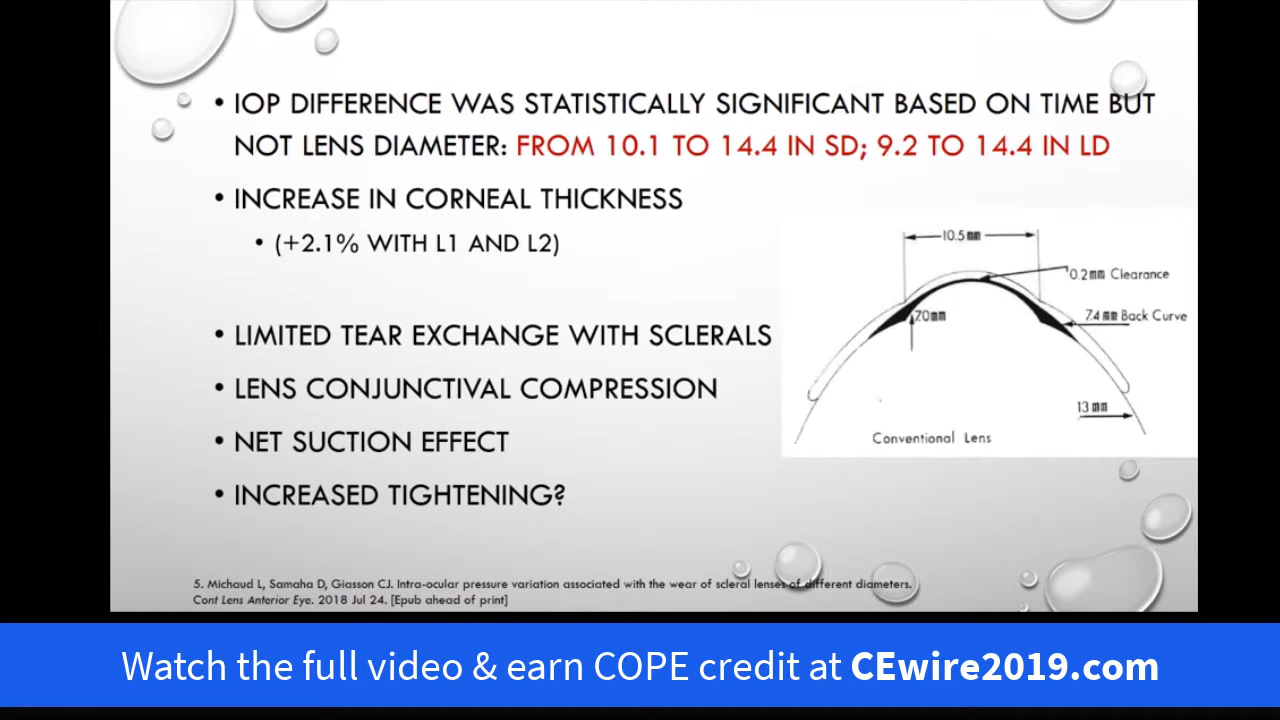 • IOP DIFFERENCE WAS STATISTICALLY SIGNIFICANT BASED ON TIME BUT
NOT LENS DIAMETER: FROM 10.1 TO 14.4 IN SD; 9.2 TO 14.4 IN LD
• INCREASE IN CORNEAL THICKNESS
• (+2.1% WITH L1 AND L2)
• LIMITED TEAR EXCHANGE WITH SCLERALS
• LENS CONJUNCTIVAL COMPRESSION
• NET SUCTION EFFECT
• INCREASED TIGHTENING?
10.5mm
0.2mm Clearance
7.0mm
7.4mm Back Curve
13mm
Conventional Lens
5. Michaud L, Samaha D, Giasson CJ. Intra-ocular pressure variation associated with the wear of scleral lenses of different diameters.
Cont Lens Anterior Eye. 2018 Jul 24. [Epub ahead of print]
Watch the full video & earn COPE credit at CEwire2019.com